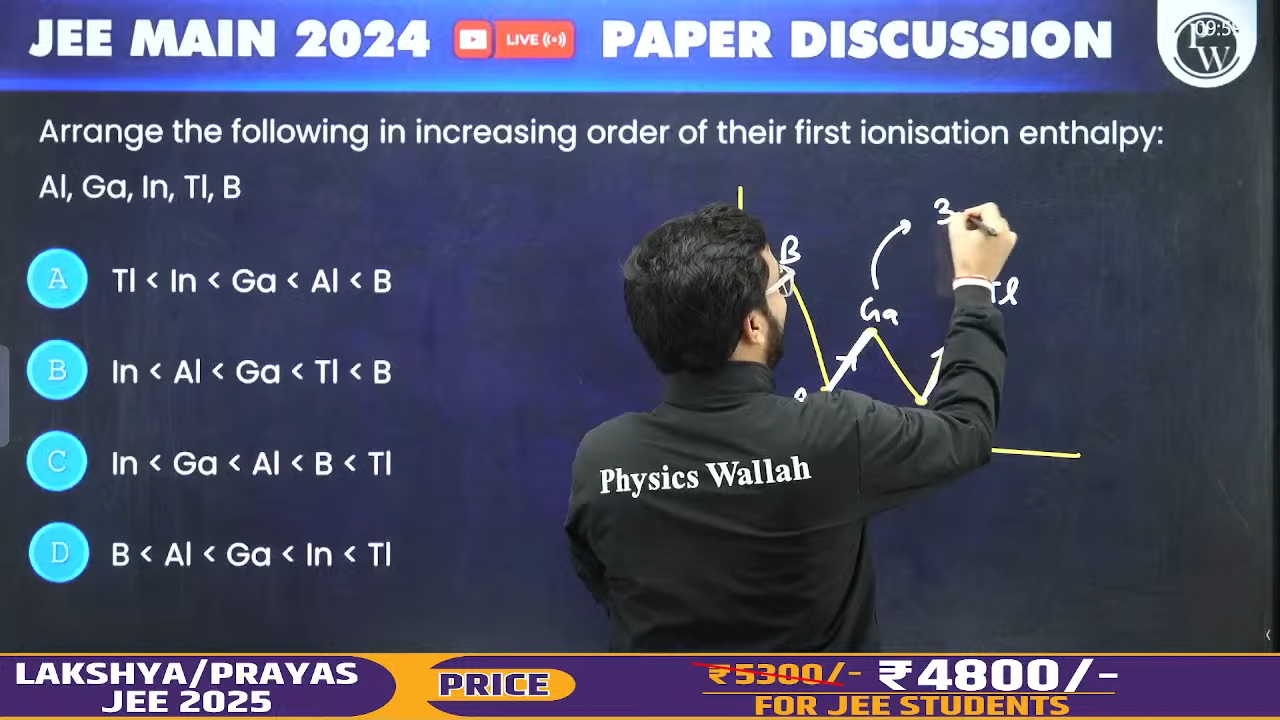 JEE MAIN 2024 LIVE PAPER DISCUSSION
Arrange the following in increasing order of their first ionisation enthalpy:
Al, Ga, In, Tl, B
A Tl < In < Ga < Al < B
B In < Al < Ga < Tl < B
C In < Ga < Al < B < Tl
D B < Al < Ga < In < Tl
B
3
Ga
Tl
Physics Wallah
LAKSHYA/PRAYAS
JEE 2025
PRICE
₹5300/- ₹4800/-
FOR JEE STUDENTS